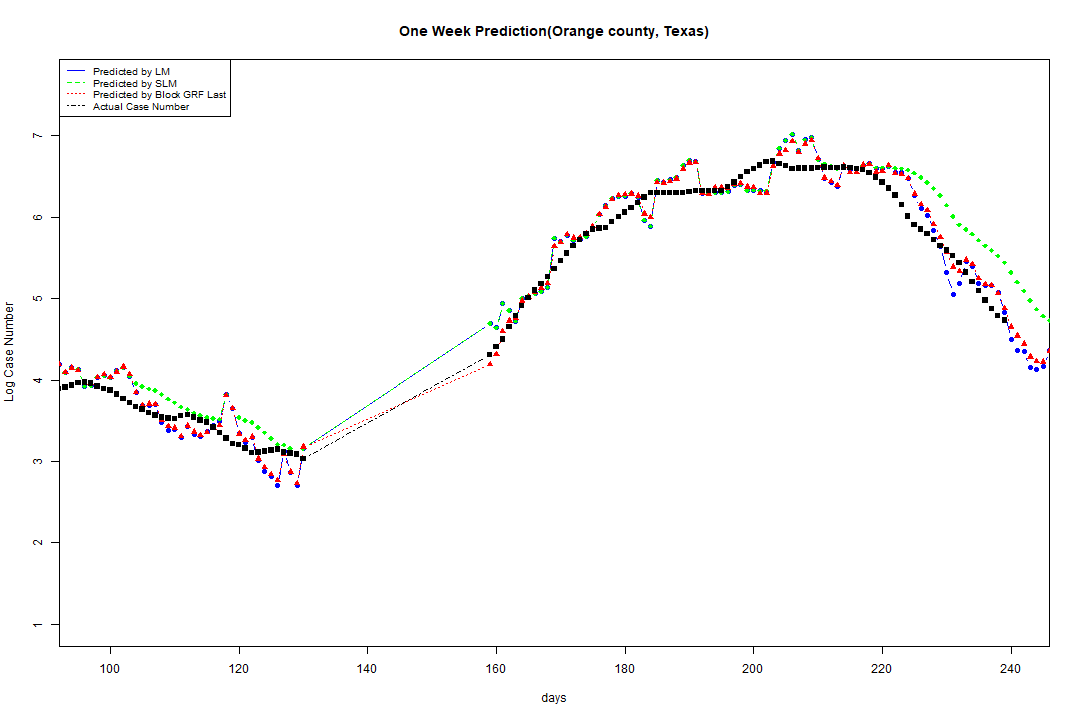 One Week Prediction(Orange county, Texas)
Predicted by LM
Predicted by SLM
Predicted by Block GRF Last
Actual Case Number
7
6
5
4
3
2
1
Log Case Number
100 120 140 160 180 200 220 240
days